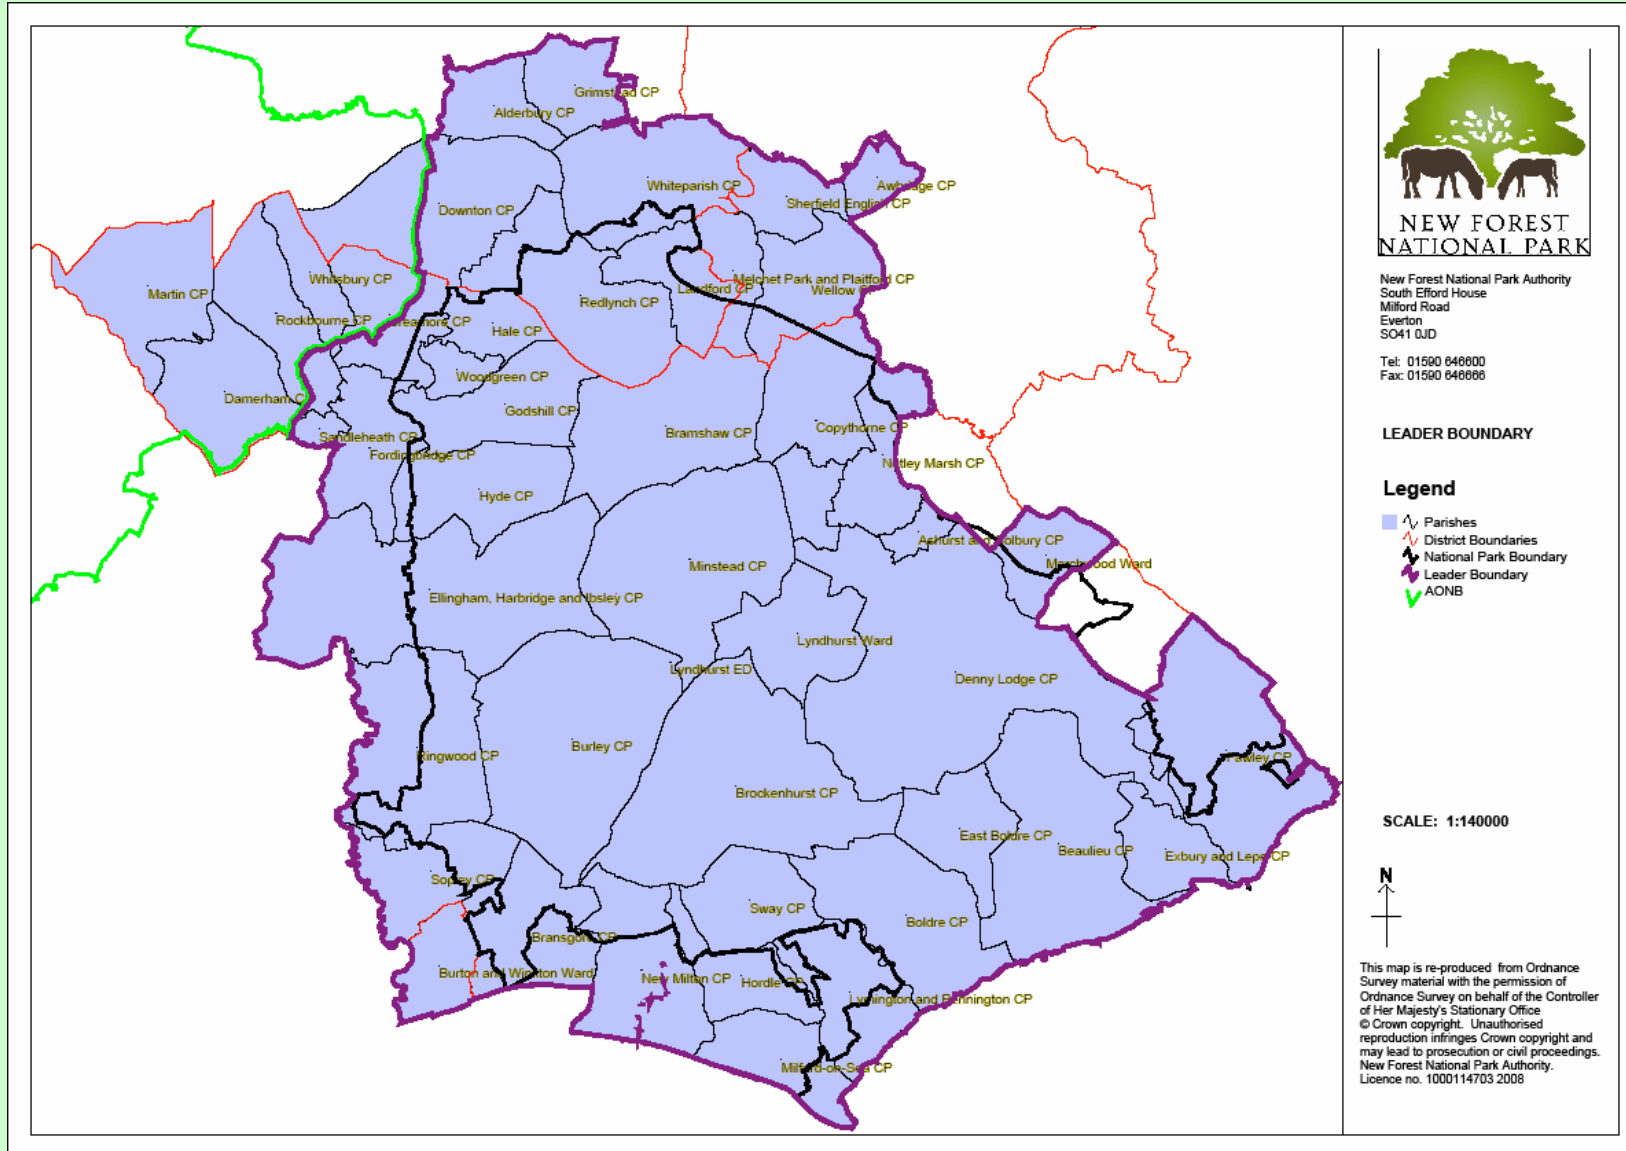 Grimstead CP
Alderbury CP
Whiteparish CP
Awbridge CP
Sherfield English CP
Downton CP
Martin CP
Whitsbury CP
Melchet Park and Plaitford CP
Landford CP
Wellow CP
Redlynch CP
Rockbourne CP
Breamore CP
Hale CP
Woodgreen CP
Damerham CP
Godshill CP
Sandleheath CP
Bramshaw CP
Copythorne CP
Fordingbridge CP
Netley Marsh CP
Hyde CP
Ashurst and Colbury CP
Marchwood Ward
Minstead CP
Ellingham, Harbridge and Ibsley CP
Lyndhurst Ward
Lyndhurst ED
Denny Lodge CP
Burley CP
Ringwood CP
Fawley CP
Brockenhurst CP
East Boldre CP
Beaulieu CP
Exbury and Lepe CP
Sopley CP
Sway CP
Boldre CP
Bransgore CP
Burton and Winkton Ward
New Milton CP
Hordle CP
Lymington and Pennington CP
Milford-on-Sea CP
NEW FOREST
NATIONAL PARK
New Forest National Park Authority
South Efford House
Milford Road
Everton
SO41 0JD
Tel: 01590 646600
Fax: 01590 646666
LEADER BOUNDARY
Legend
Parishes
District Boundaries
National Park Boundary
Leader Boundary
AONB
SCALE: 1:140000
N
This map is re-produced from Ordnance
Survey material with the permission of
Ordnance Survey on behalf of the Controller
of Her Majesty's Stationary Office
© Crown copyright. Unauthorised
reproduction infringes Crown copyright and
may lead to prosecution or civil proceedings.
New Forest National Park Authority.
Licence no. 1000114703 2008